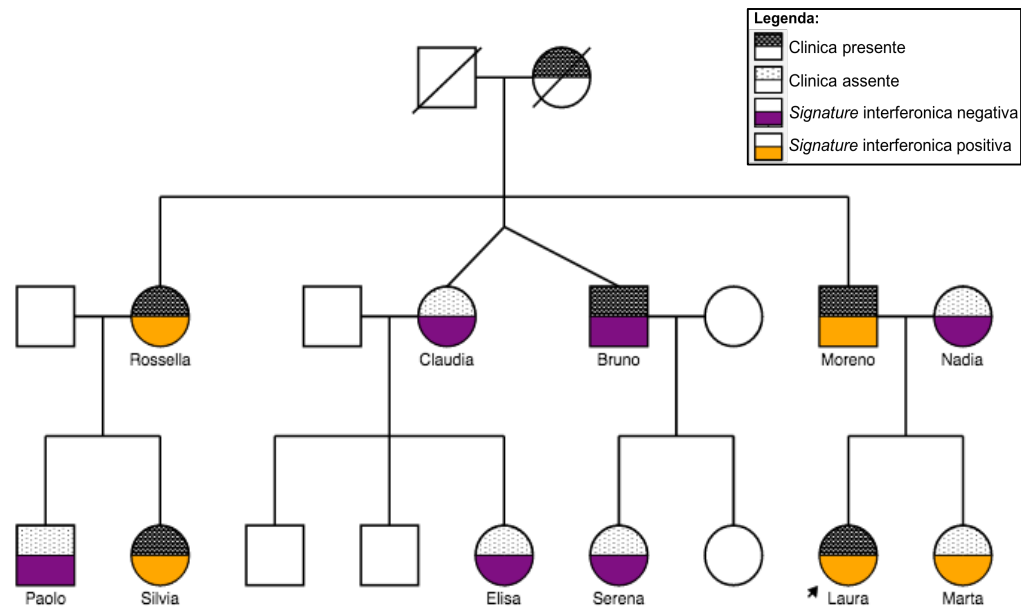 Legenda:
Clinica presente
Clinica assente
Signature interferonica negativa
Signature interferonica positiva
Rossella
Claudia
Bruno
Moreno
Nadia
Paolo
Silvia
Elisa
Serena
Laura
Marta